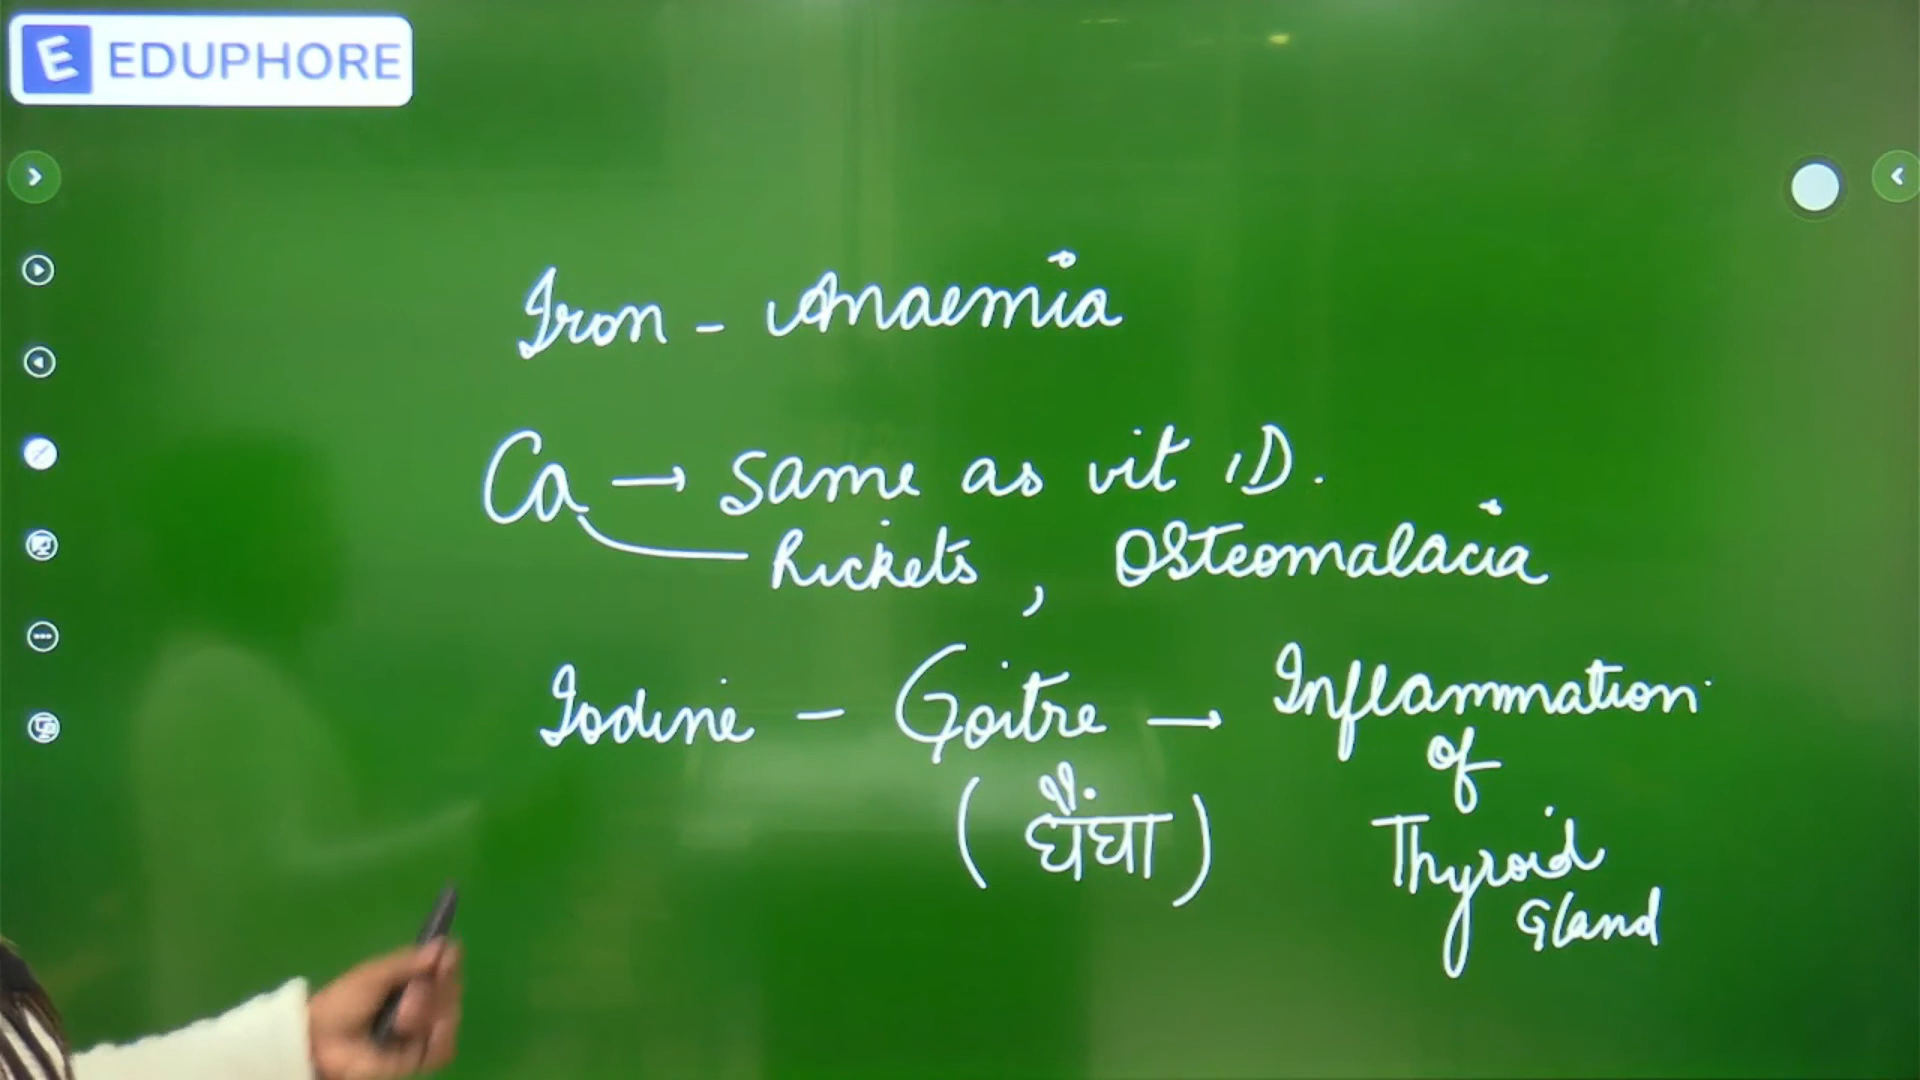 EDUPHORE
Iron - Anaemia
Ca → Same as vit D.
Rickets, Osteomalacia
Iodine - Goitre → Inflammation
of
(घेंघा)
Thyroid
Gland